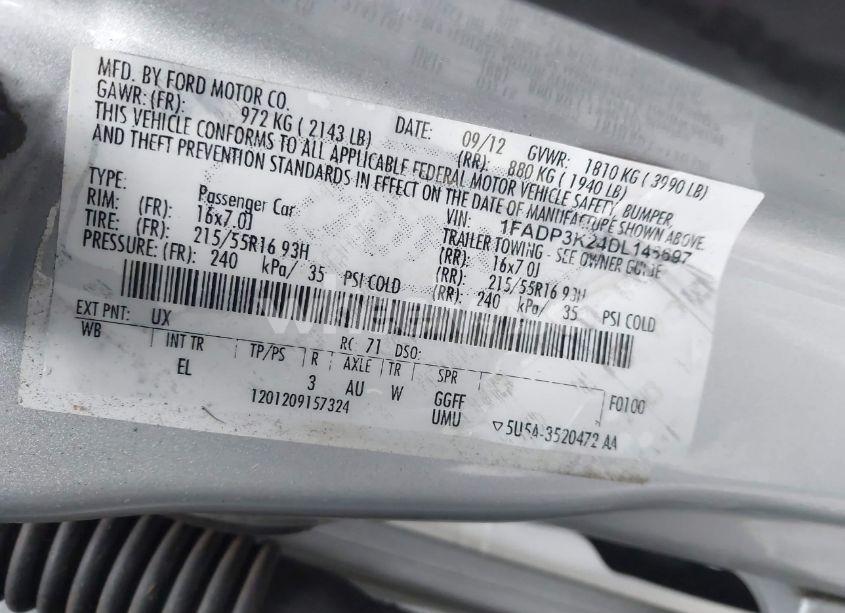 MFD. BY FORD MOTOR CO.
DATE: 09/12 GVWR: 1810 KG ( 3990 LB)
GAWR: (FR): 972 KG ( 2143 LB) (RR): 880 KG ( 1940 LB)
THIS VEHICLE CONFORMS TO ALL APPLICABLE FEDERAL MOTOR VEHICLE SAFETY, BUMPER
AND THEFT PREVENTION STANDARDS IN EFFECT ON THE DATE OF MANUFACTURE SHOWN ABOVE.
VIN:
TYPE: Passenger Car TRAILER TOWING - SEE OWNER GUIDE
RIM: (FR): 16x7.0J (RR): 16x7.0J
TIRE: (FR): 215/55R16 93H (RR): 215/55R16 93H
PRESSURE: (FR): 240 kPa/ 35 PSI COLD (RR): 240 kPa/ 35 PSI COLD
EXT PNT: UX RC: 71 DSO:
WB INT TR TP/PS R AXLE TR SPR
EL 3 AU W GGFF F0100
1201209157324 UMU
▽5U5A-3520472 AA